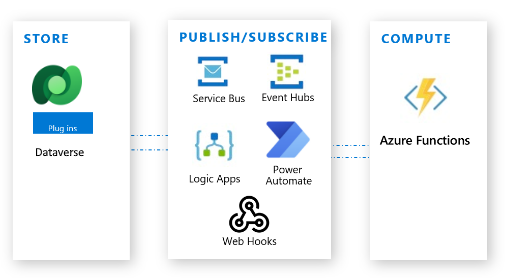 STORE
Plug ins
Dataverse
PUBLISH/SUBSCRIBE
Service Bus
Event Hubs
Logic Apps
Power
Automate
Web Hooks
COMPUTE
Azure Functions